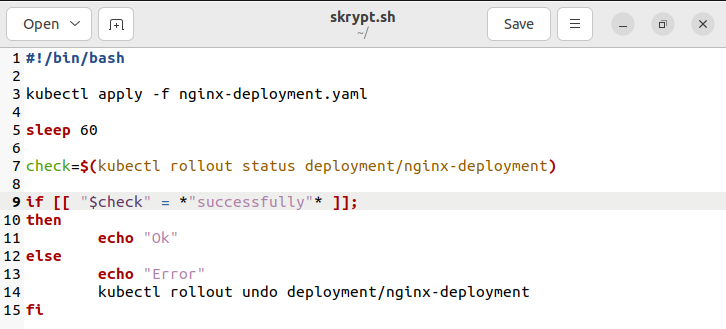 Open
skrypt.sh
~/
Save
1 #!/bin/bash
2
3 kubectl apply -f nginx-deployment.yaml
4
5 sleep 60
6
7 check=$(kubectl rollout status deployment/nginx-deployment)
8
9 if [[ "$check" = *"successfully"* ]];
10 then
11         echo "Ok"
12 else
13         echo "Error"
14         kubectl rollout undo deployment/nginx-deployment
15 fi